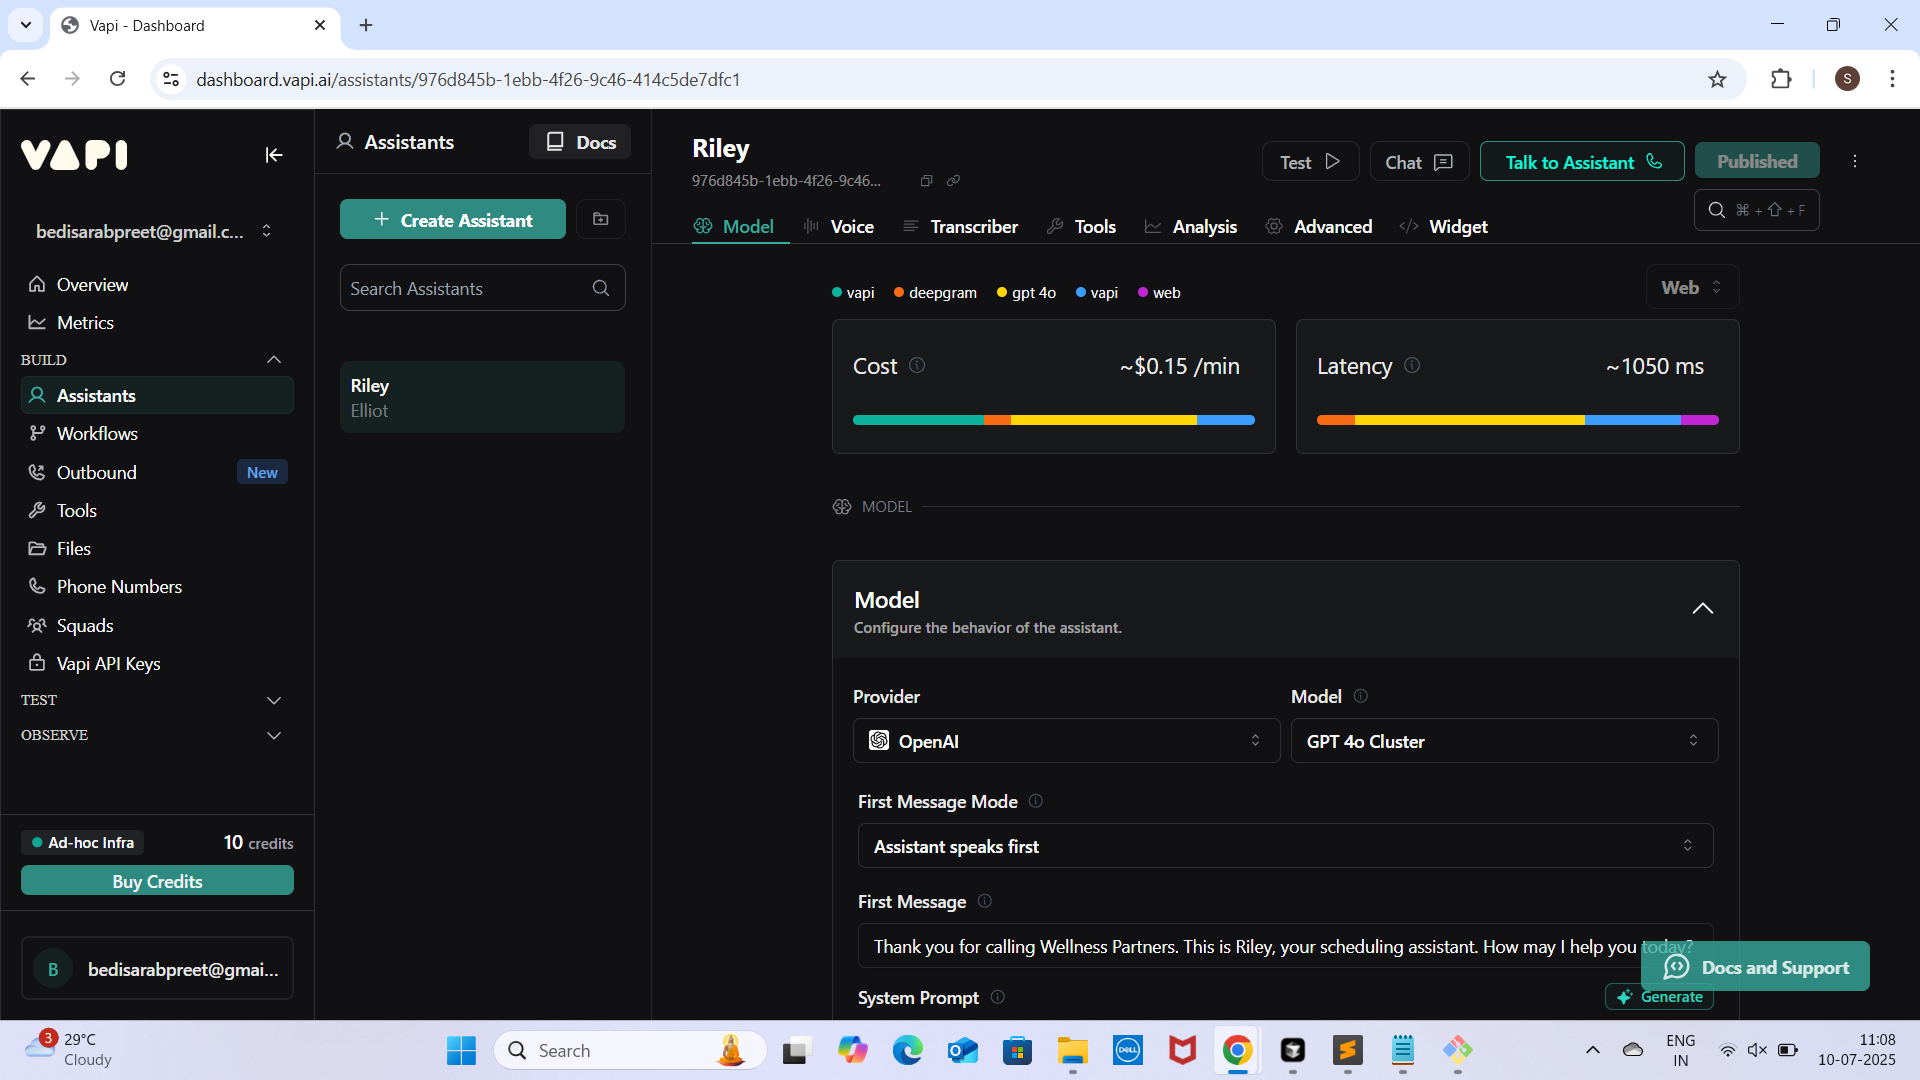 Vapi - Dashboard
dashboard.vapi.ai/assistants/976d845b-1ebb-4f26-9c46-414c5de7dfc1
S
VAPI
bedisarabpreet@gmail.c...
Overview
Metrics
BUILD
Assistants
Workflows
Outbound New
Tools
Files
Phone Numbers
Squads
Vapi API Keys
TEST
OBSERVE
Ad-hoc Infra 10 credits
Buy Credits
B bedisarabpreet@gmai...
Assistants Docs
+ Create Assistant
Search Assistants
Riley
Elliot
Riley
976d845b-1ebb-4f26-9c46...
Test Chat Talk to Assistant Published
⌘ + ⇧ + F
Model Voice Transcriber Tools Analysis Advanced Widget
vapi deepgram gpt 4o vapi web
Web
Cost ~$0.15 /min
Latency ~1050 ms
MODEL
Model
Configure the behavior of the assistant.
Provider Model
OpenAI GPT 4o Cluster
First Message Mode
Assistant speaks first
First Message
Thank you for calling Wellness Partners. This is Riley, your scheduling assistant. How may I help you today?
Docs and Support
System Prompt Generate
3 29°C
Cloudy
Search
DELL
ENG
IN
11:08
10-07-2025